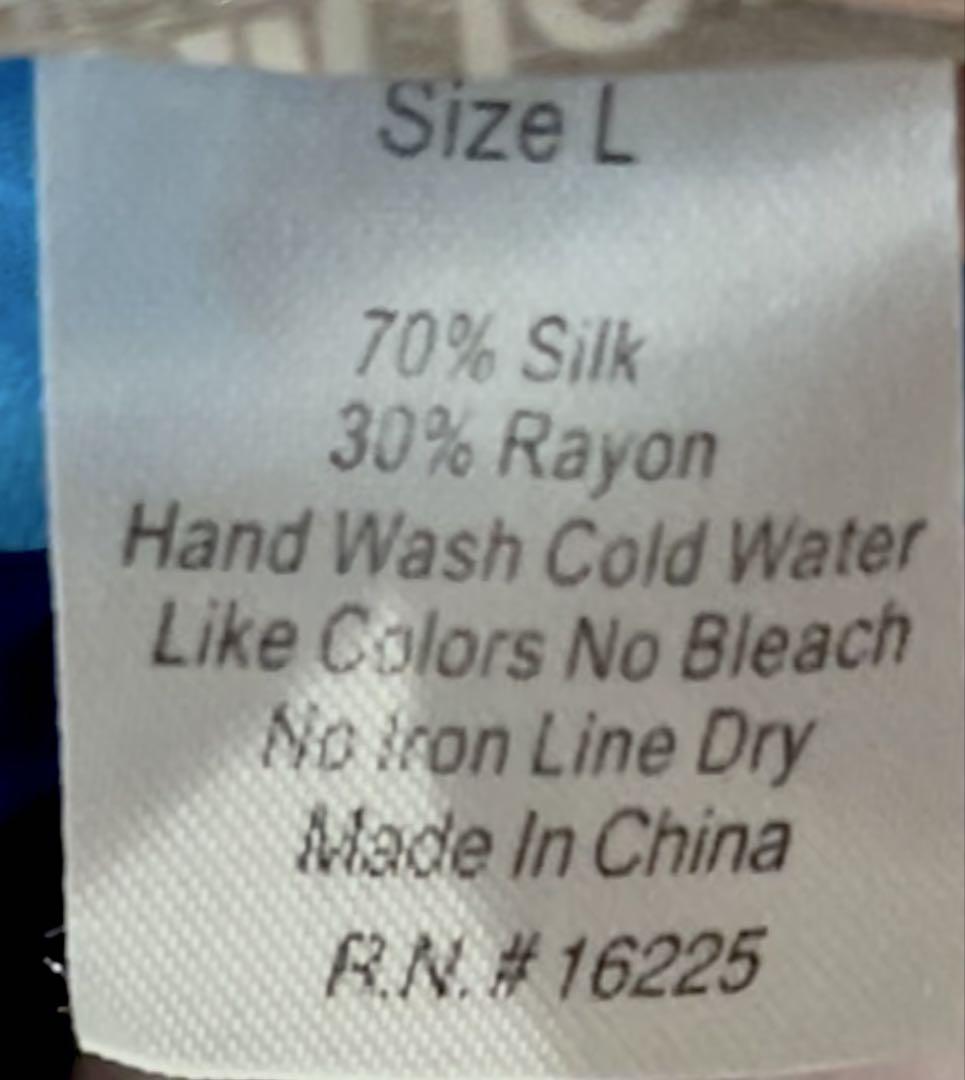 Size L
70% Silk
30% Rayon
Hand Wash Cold Water
Like Colors No Bleach
No Iron Line Dry
Made In China
R.N. # 16225